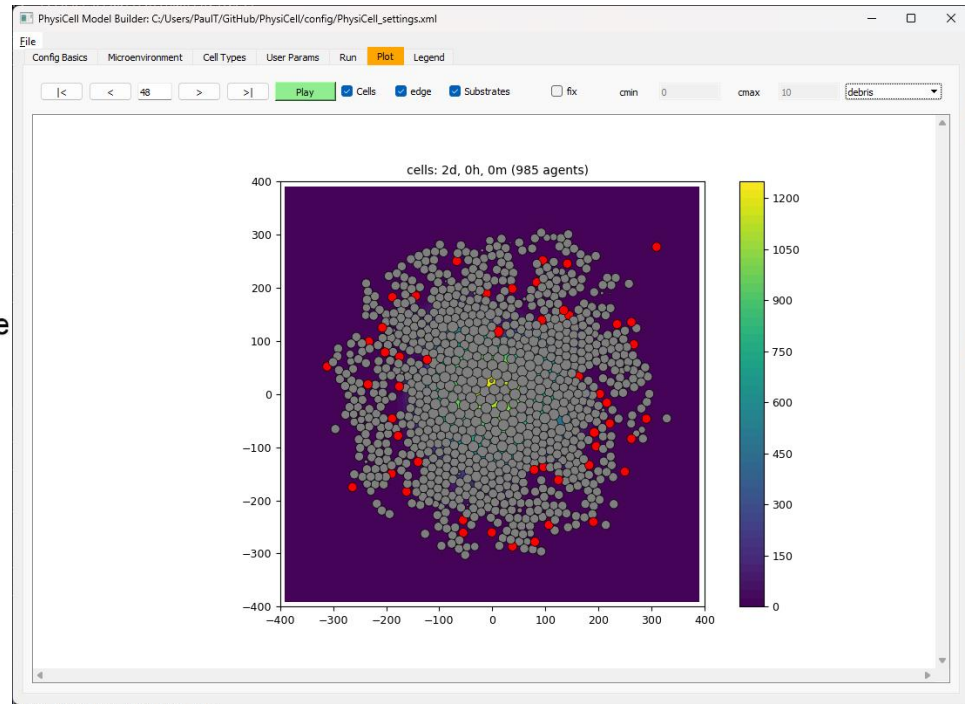 PhysiCell Model Builder: C:/Users/PaulT/GitHub/PhysiCell/config/PhysiCell_settings.xml
File
Config Basics Microenvironment Cell Types User Params Run Plot Legend
|< < 48 > >| Play Cells edge Substrates fix cmin 0 cmax 10 debris
cells: 2d, 0h, 0m (985 agents)
400
300
200
100
0
−100
−200
−300
−400
−400 −300 −200 −100 0 100 200 300 400
1200
1050
900
750
600
450
300
150
0
e